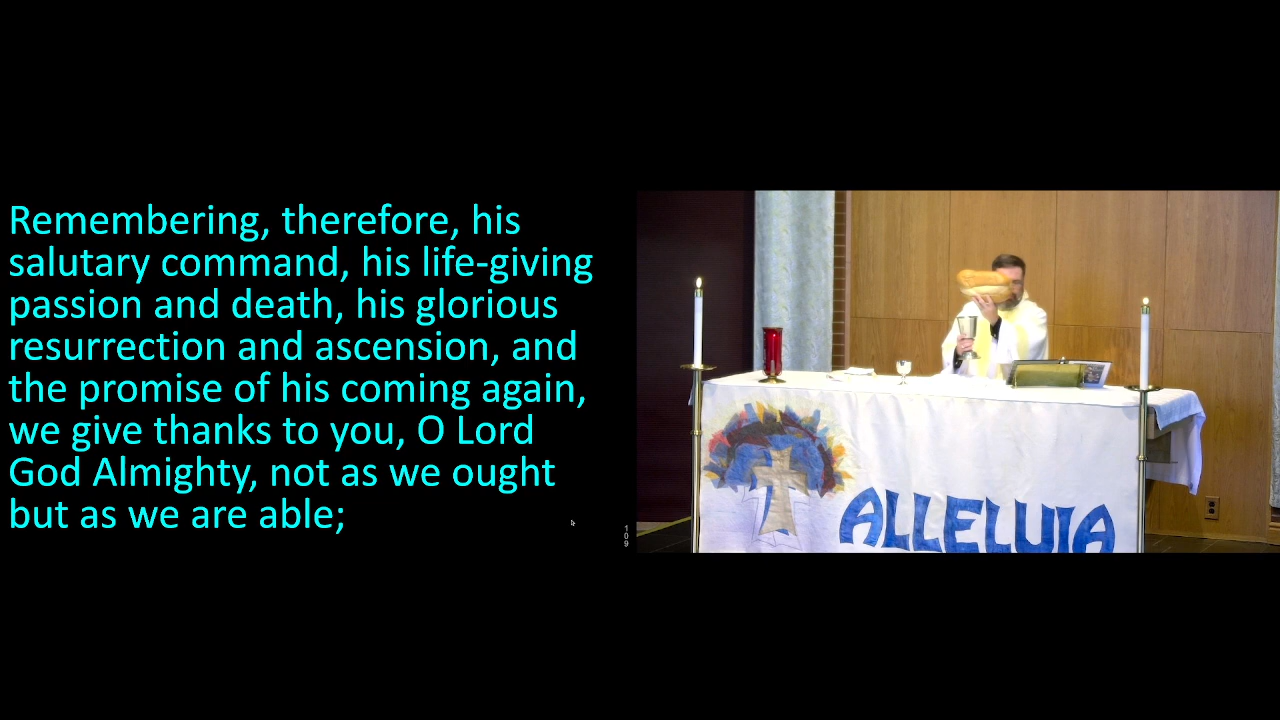 Remembering, therefore, his
salutary command, his life-giving
passion and death, his glorious
resurrection and ascension, and
the promise of his coming again,
we give thanks to you, O Lord
God Almighty, not as we ought
but as we are able;
109
ALLELUIA